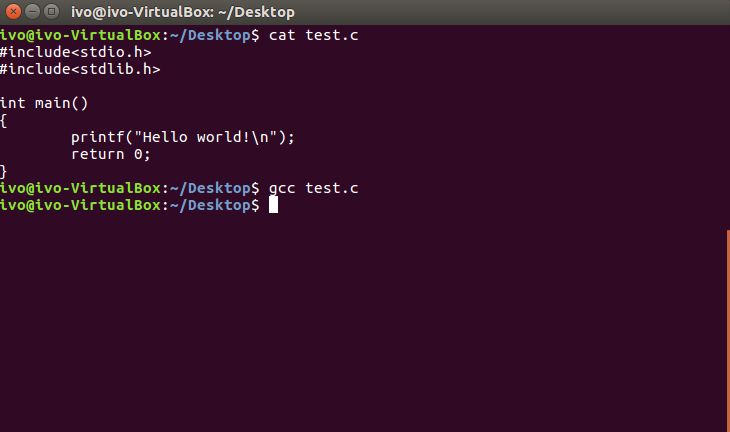 ivo@ivo-VirtualBox: ~/Desktop
ivo@ivo-VirtualBox:~/Desktop$ cat test.c
#include<stdio.h>
#include<stdlib.h>

int main()
{
        printf("Hello world!\n");
        return 0;
}
ivo@ivo-VirtualBox:~/Desktop$ gcc test.c
ivo@ivo-VirtualBox:~/Desktop$